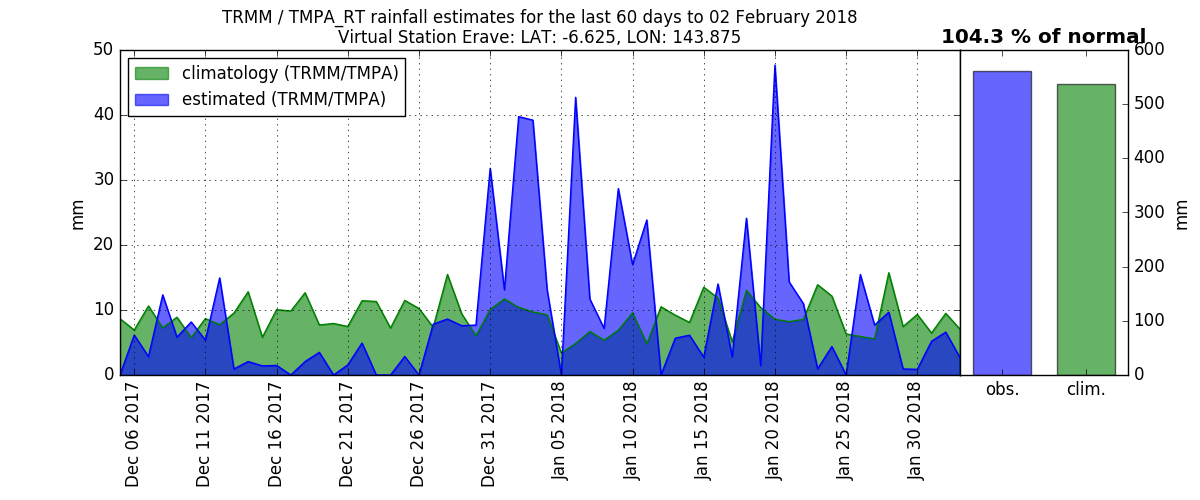 TRMM / TMPA_RT rainfall estimates for the last 60 days to 02 February 2018
Virtual Station Erave: LAT: -6.625, LON: 143.875
104.3 % of normal
climatology (TRMM/TMPA)
estimated (TRMM/TMPA)
50
40
30
20
10
0
mm
Dec 06 2017
Dec 11 2017
Dec 16 2017
Dec 21 2017
Dec 26 2017
Dec 31 2017
Jan 05 2018
Jan 10 2018
Jan 15 2018
Jan 20 2018
Jan 25 2018
Jan 30 2018
600
500
400
300
200
100
0
mm
obs.
clim.